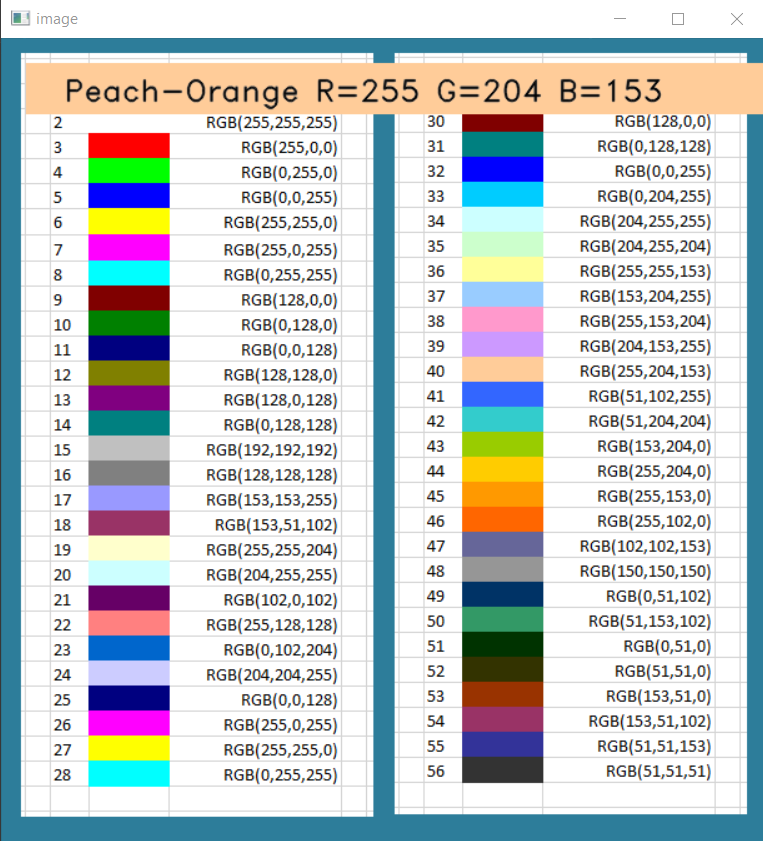 image
Peach-Orange R=255 G=204 B=153
2 RGB(255,255,255)
3 RGB(255,0,0)
4 RGB(0,255,0)
5 RGB(0,0,255)
6 RGB(255,255,0)
7 RGB(255,0,255)
8 RGB(0,255,255)
9 RGB(128,0,0)
10 RGB(0,128,0)
11 RGB(0,0,128)
12 RGB(128,128,0)
13 RGB(128,0,128)
14 RGB(0,128,128)
15 RGB(192,192,192)
16 RGB(128,128,128)
17 RGB(153,153,255)
18 RGB(153,51,102)
19 RGB(255,255,204)
20 RGB(204,255,255)
21 RGB(102,0,102)
22 RGB(255,128,128)
23 RGB(0,102,204)
24 RGB(204,204,255)
25 RGB(0,0,128)
26 RGB(255,0,255)
27 RGB(255,255,0)
28 RGB(0,255,255)
30 RGB(128,0,0)
31 RGB(0,128,128)
32 RGB(0,0,255)
33 RGB(0,204,255)
34 RGB(204,255,255)
35 RGB(204,255,204)
36 RGB(255,255,153)
37 RGB(153,204,255)
38 RGB(255,153,204)
39 RGB(204,153,255)
40 RGB(255,204,153)
41 RGB(51,102,255)
42 RGB(51,204,204)
43 RGB(153,204,0)
44 RGB(255,204,0)
45 RGB(255,153,0)
46 RGB(255,102,0)
47 RGB(102,102,153)
48 RGB(150,150,150)
49 RGB(0,51,102)
50 RGB(51,153,102)
51 RGB(0,51,0)
52 RGB(51,51,0)
53 RGB(153,51,0)
54 RGB(153,51,102)
55 RGB(51,51,153)
56 RGB(51,51,51)